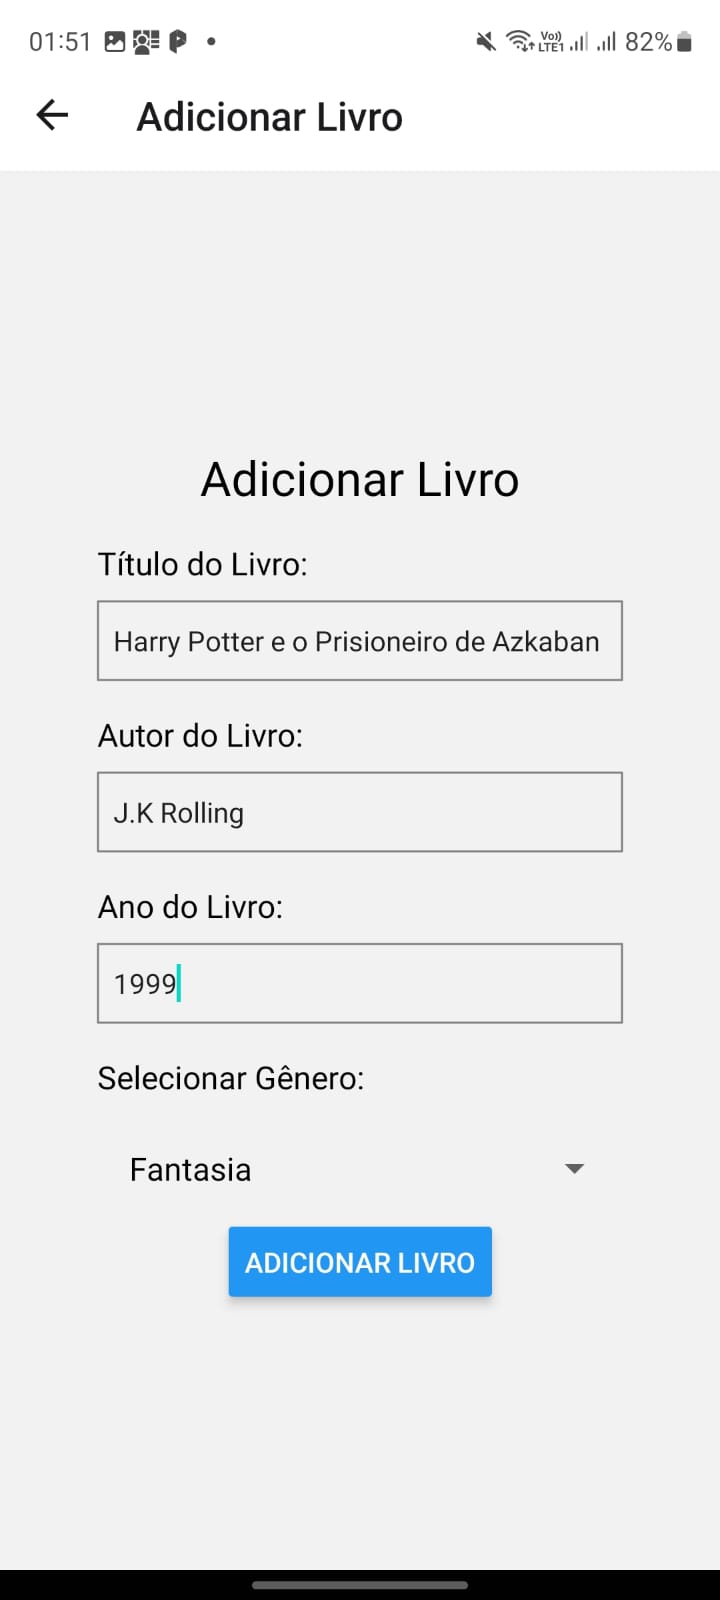 01:51
Vo))
LTE1
82%
Adicionar Livro
Adicionar Livro
Título do Livro:
Harry Potter e o Prisioneiro de Azkaban
Autor do Livro:
J.K Rolling
Ano do Livro:
1999
Selecionar Gênero:
Fantasia
ADICIONAR LIVRO